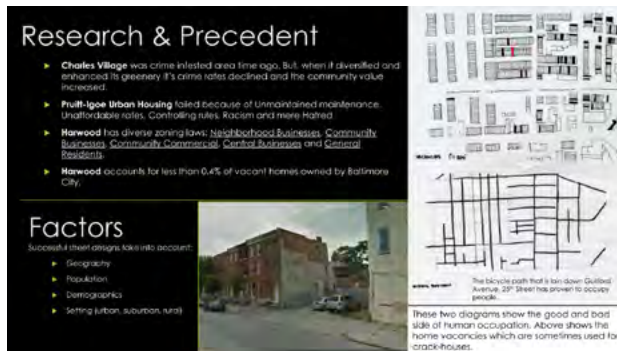 Research & Precedent
Charles Village was crime infested area time ago. But, when it diversified and
enhanced its greenery it's crime rates declined and the community value
increased.
Pruitt-Igoe Urban Housing failed because of Unmaintained maintenance,
Unaffordable rates, Controlling rules, Racism and mere Hatred
Harwood has diverse zoning laws: Neighborhood Businesses, Community
Businesses, Community Commercial, Central Businesses and General
Residents.
Harwood accounts for less than 0.4% of vacant homes owned by Baltimore
City.
Factors
Successful street designs take into account:
Geography
Population
Demographics
Setting (urban, suburban, rural)
The bicycle path that is lain down Guilford
Avenue, 25th Street has proven to occupy
people.
These two diagrams show the good and bad
side of human occupation. Above shows the
home vacancies which are sometimes used for
crack-houses.